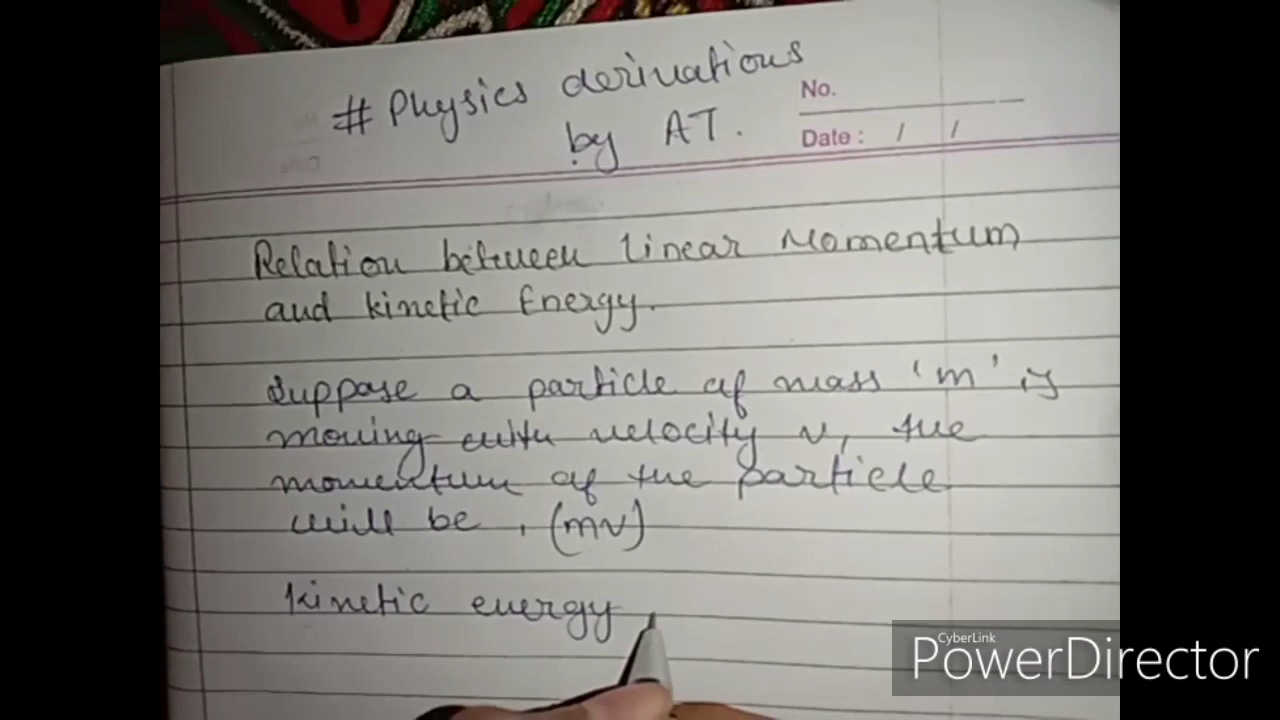 # Physics derivations
by AT.
No.
Date : / /
Relation between Linear Momentum
and kinetic Energy.
Suppose a particle of mass 'm' is
moving with velocity v, the
momentum of the particle
will be , (mv)
kinetic energy
CyberLink
PowerDirector